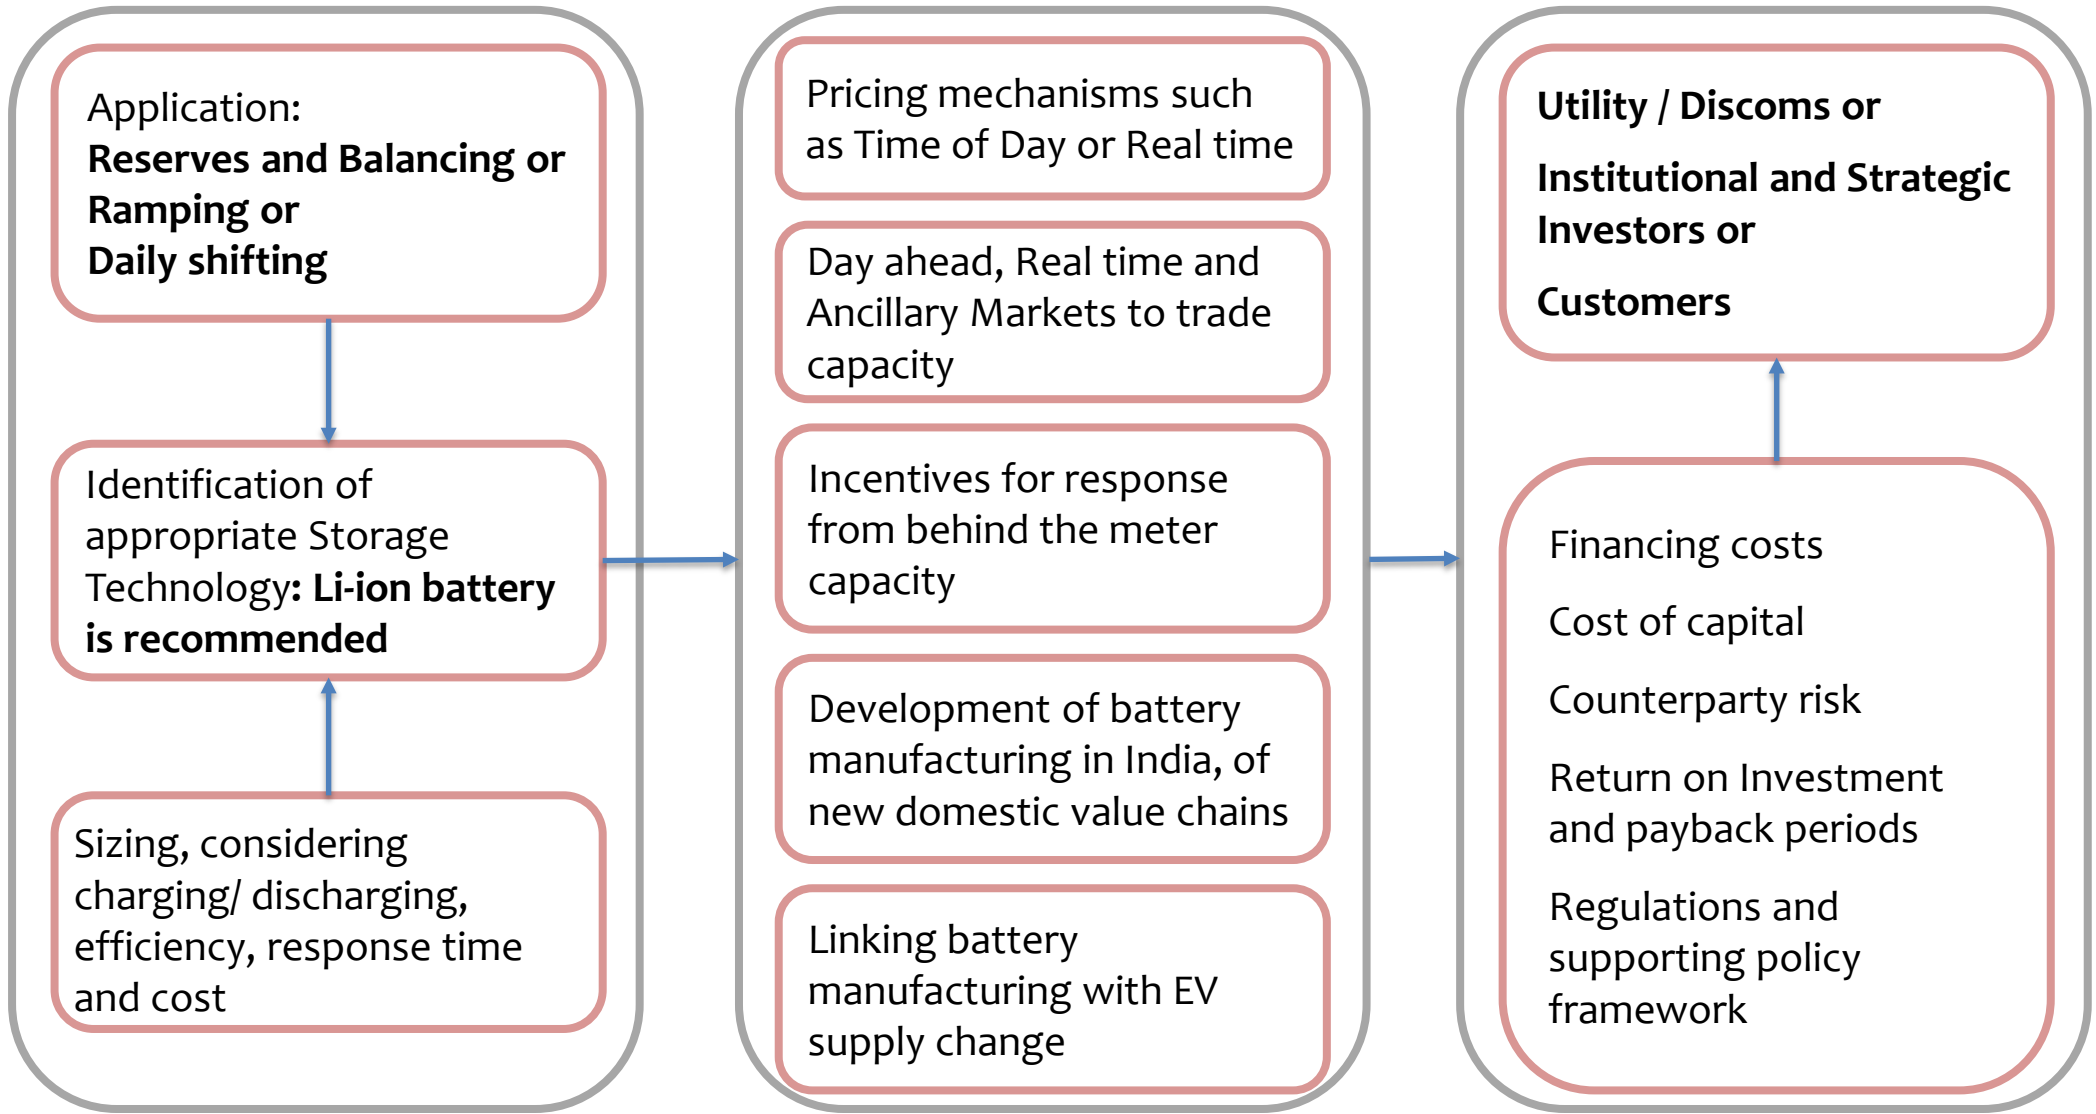 Application:
Reserves and Balancing or
Ramping or
Daily shifting
Identification of
appropriate Storage
Technology: Li-ion battery
is recommended
Sizing, considering
charging/ discharging,
efficiency, response time
and cost
Pricing mechanisms such
as Time of Day or Real time
Day ahead, Real time and
Ancillary Markets to trade
capacity
Incentives for response
from behind the meter
capacity
Development of battery
manufacturing in India, of
new domestic value chains
Linking battery
manufacturing with EV
supply change
Utility / Discoms or
Institutional and Strategic
Investors or
Customers
Financing costs
Cost of capital
Counterparty risk
Return on Investment
and payback periods
Regulations and
supporting policy
framework